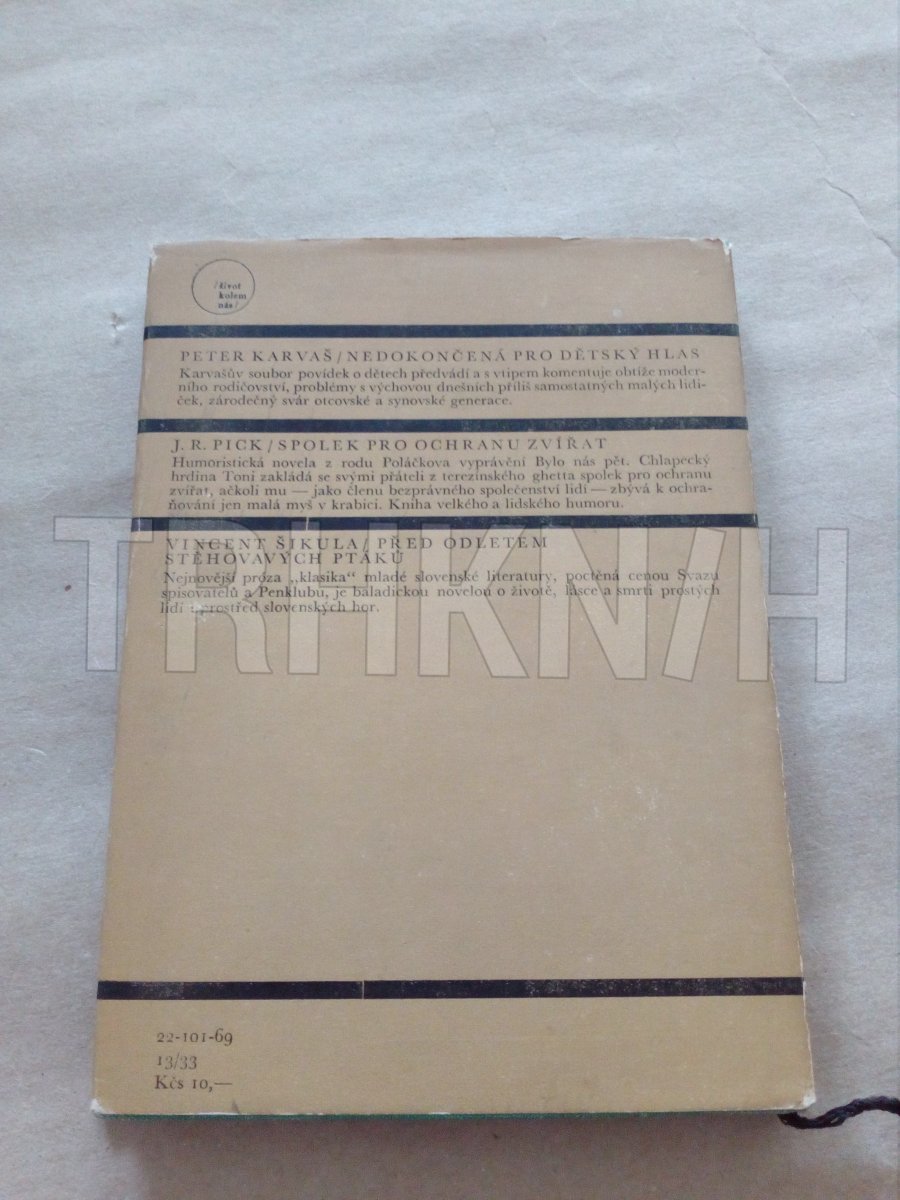 /život
kolem
nás/
PETER KARVAŠ/NEDOKONČENÁ PRO DĚTSKÝ HLAS
Karvašův soubor povídek o dětech předvádí a s vtipem komentuje obtíže moder-
ního rodičovství, problémy s výchovou dnešních příliš samostatných malých lidi-
ček, zárodečný svár otcovské a synovské generace.
J. R. PICK/SPOLEK PRO OCHRANU ZVÍŘAT
Humoristická novela z rodu Poláčkova vyprávění Bylo nás pět. Chlapecký
hrdina Toni zakládá se svými přáteli z terezínského ghetta spolek pro ochranu
zvířat, ačkoli mu — jako členu bezprávného společenství lidí — zbývá k ochra-
ňování jen malá myš v krabici. Kniha velkého a lidského humoru.
VINCENT ŠIKULA/PŘED ODLETEM
STĚHOVAVÝCH PTÁKŮ
Nejnovější próza „klasika“ mladé slovenské literatury, poctěná cenou Svazu
spisovatelů a Penklubu, je baladickou novelou o životě, lásce a smrti prostých
lidí uprostřed slovenských hor.
TRHKNIH
22-101-69
13/33
Kčs 10,—